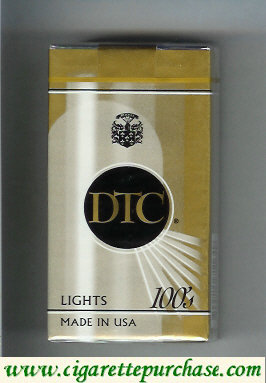 DTC®
LIGHTS 100's
MADE IN USA
www.cigarettepurchase.com